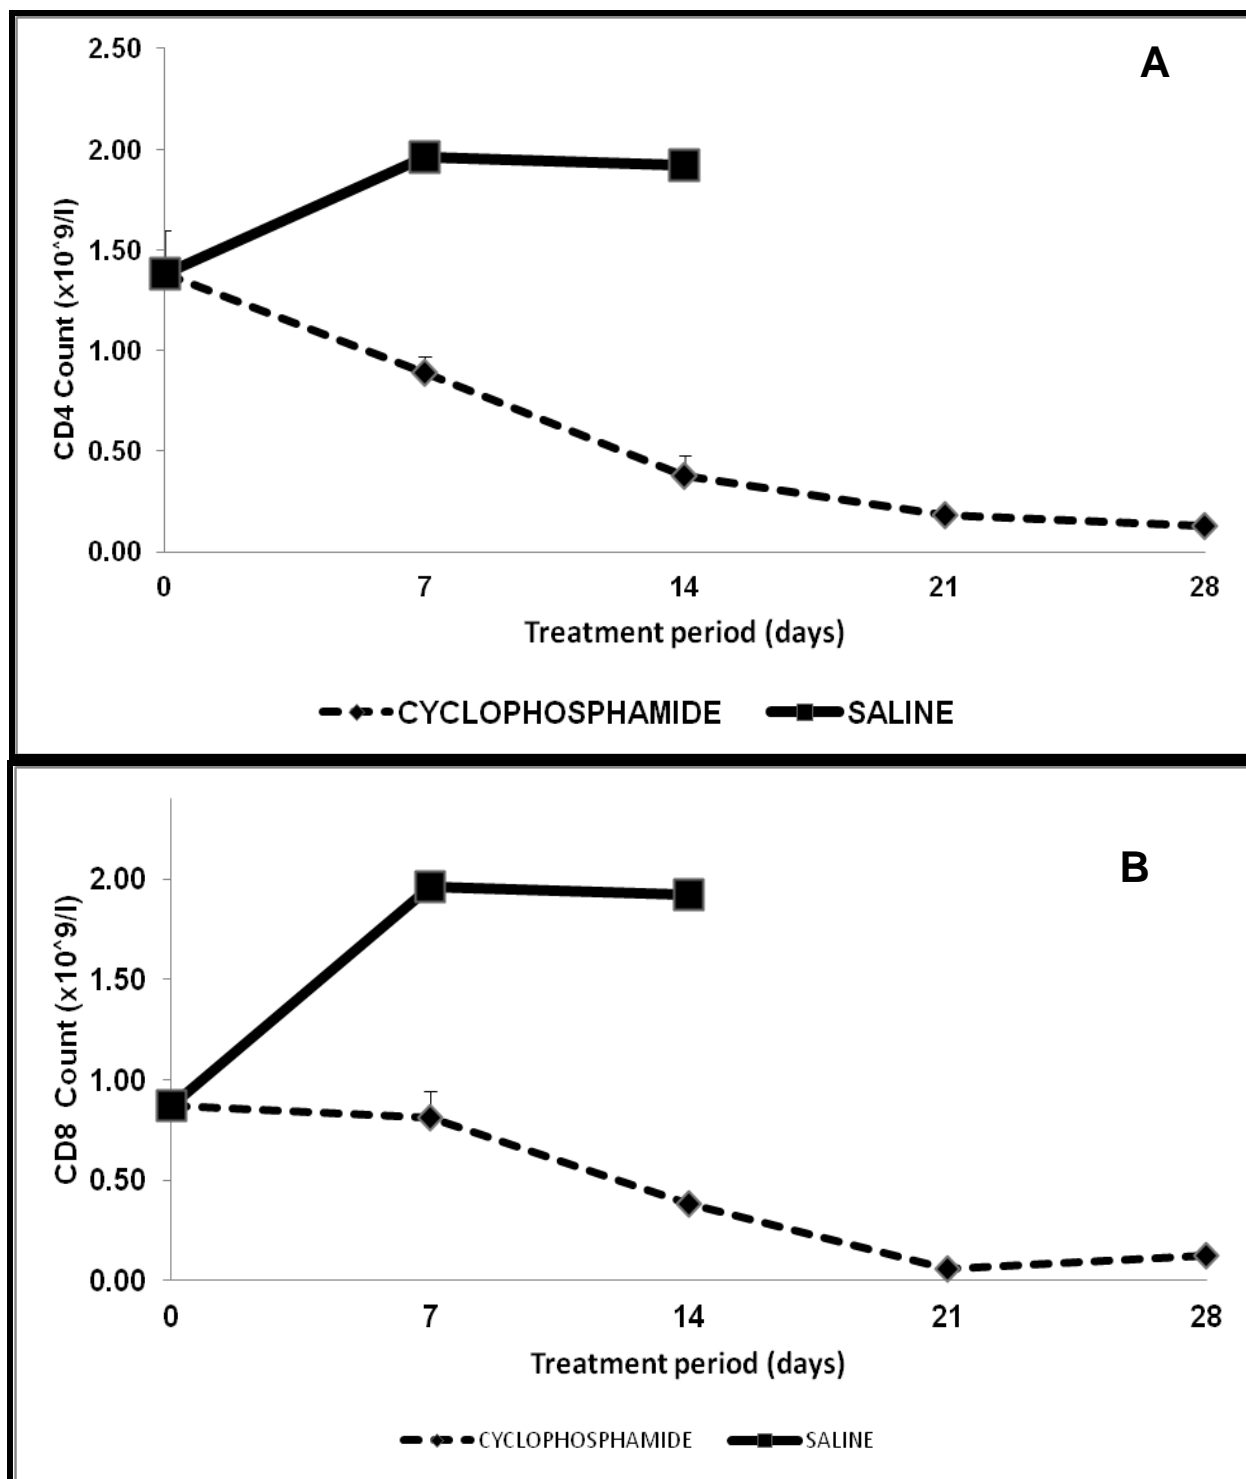 A
2.50
2.00
1.50
1.00
0.50
0.00
CD4 Count (x10^9/l)
0 7 14 21 28
Treatment period (days)
CYCLOPHOSPHAMIDE SALINE
B
2.00
1.50
1.00
0.50
0.00
CD8 Count (x10^9/l)
0 7 14 21 28
Treatment period (days)
CYCLOPHOSPHAMIDE SALINE